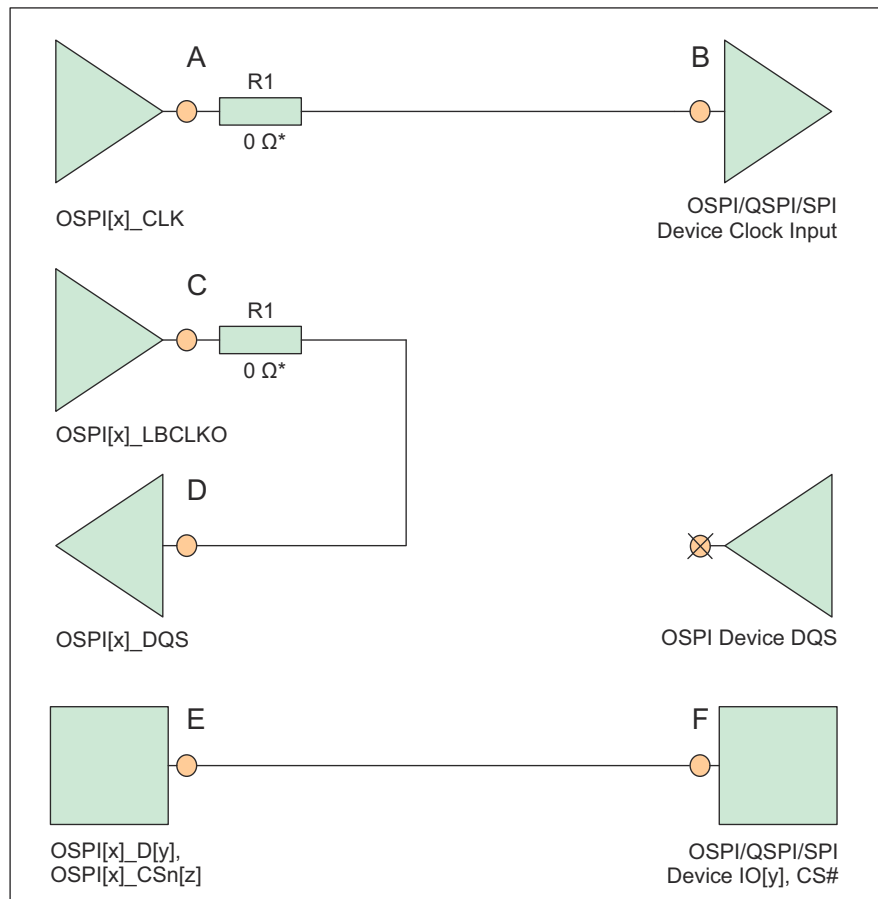 A
B
R1
0 Ω*
OSPI[x]_CLK
OSPI/QSPI/SPI
Device Clock Input
C
R1
0 Ω*
OSPI[x]_LBCLKO
D
OSPI[x]_DQS
OSPI Device DQS
E
F
OSPI[x]_D[y],
OSPI[x]_CSn[z]
OSPI/QSPI/SPI
Device IO[y], CS#